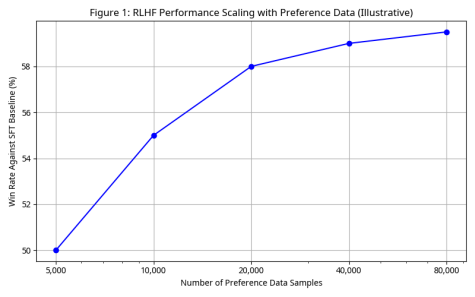 Figure 1: RLHF Performance Scaling with Preference Data (Illustrative)
Win Rate Against SFT Baseline (%)
58
56
54
52
50
5,000 10,000 20,000 40,000 80,000
Number of Preference Data Samples